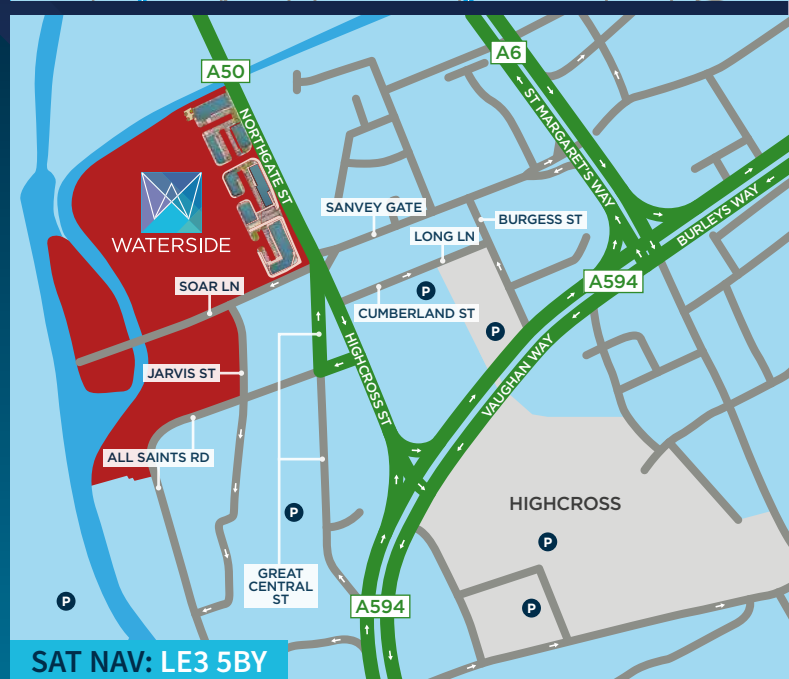 A50
A6
NORTHGATE ST
ST MARGARET'S WAY
WATERSIDE
SANVEY GATE
BURGESS ST
LONG LN
BURLEYS WAY
A594
SOAR LN
P
CUMBERLAND ST
P
JARVIS ST
HIGHCROSS ST
VAUGHAN WAY
ALL SAINTS RD
HIGHCROSS
P
P
GREAT
CENTRAL
ST
P
A594
P
SAT NAV: LE3 5BY